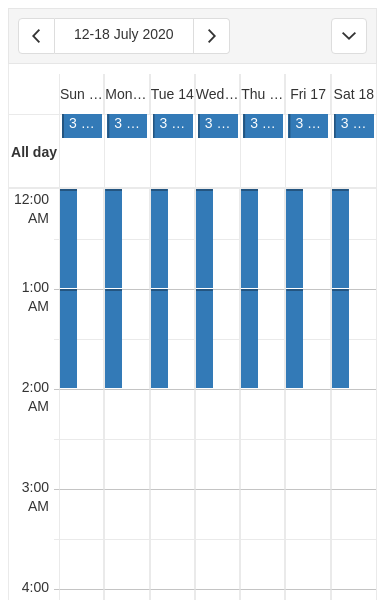 12-18 July 2020
Sun ... Mon... Tue 14 Wed... Thu ... Fri 17 Sat 18
3 ... 3 ... 3 ... 3 ... 3 ... 3 ... 3 ...
All day
12:00
AM
1:00
AM
2:00
AM
3:00
AM
4:00